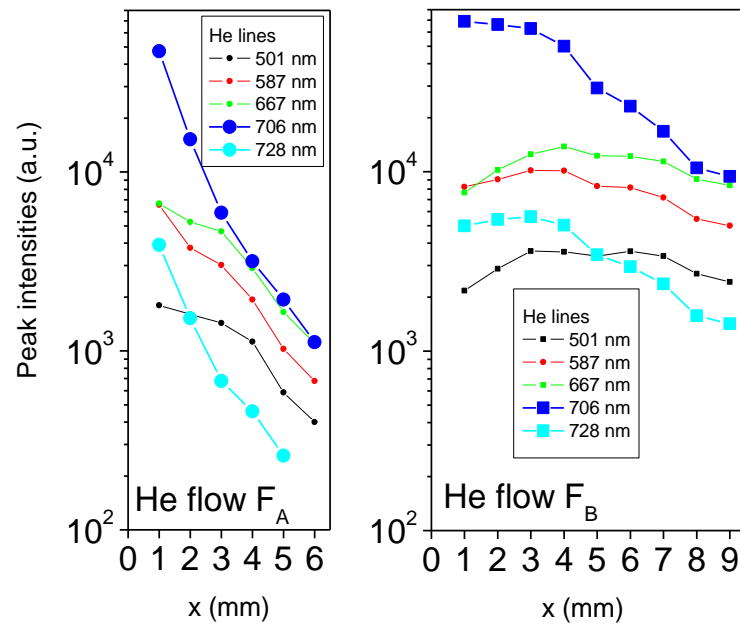 Peak intensities (a.u.)
10^4
10^3
10^2
He lines
501 nm
587 nm
667 nm
706 nm
728 nm
He flow F_A
0 1 2 3 4 5 6
x (mm)
10^4
10^3
10^2
He lines
501 nm
587 nm
667 nm
706 nm
728 nm
He flow F_B
0 1 2 3 4 5 6 7 8 9
x (mm)